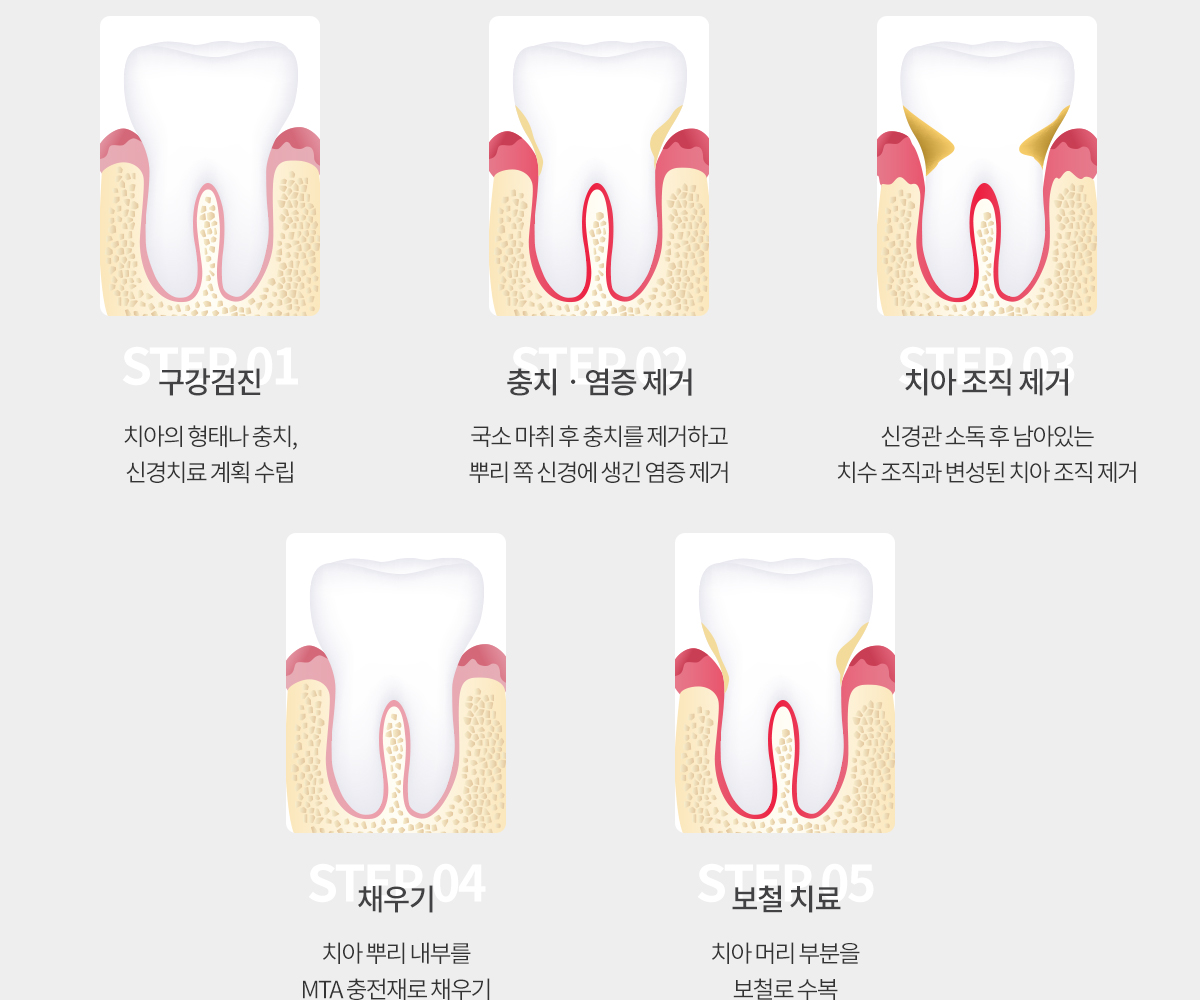 STEP.01
구강검진
치아의 형태나 충치,
신경치료 계획 수립
STEP.02
충치 · 염증 제거
국소 마취 후 충치를 제거하고
뿌리 쪽 신경에 생긴 염증 제거
STEP.03
치아 조직 제거
신경관 소독 후 남아있는
치수 조직과 변성된 치아 조직 제거
STEP.04
채우기
치아 뿌리 내부를
MTA 충전재로 채우기
STEP.05
보철 치료
치아 머리 부분을
보철로 수복